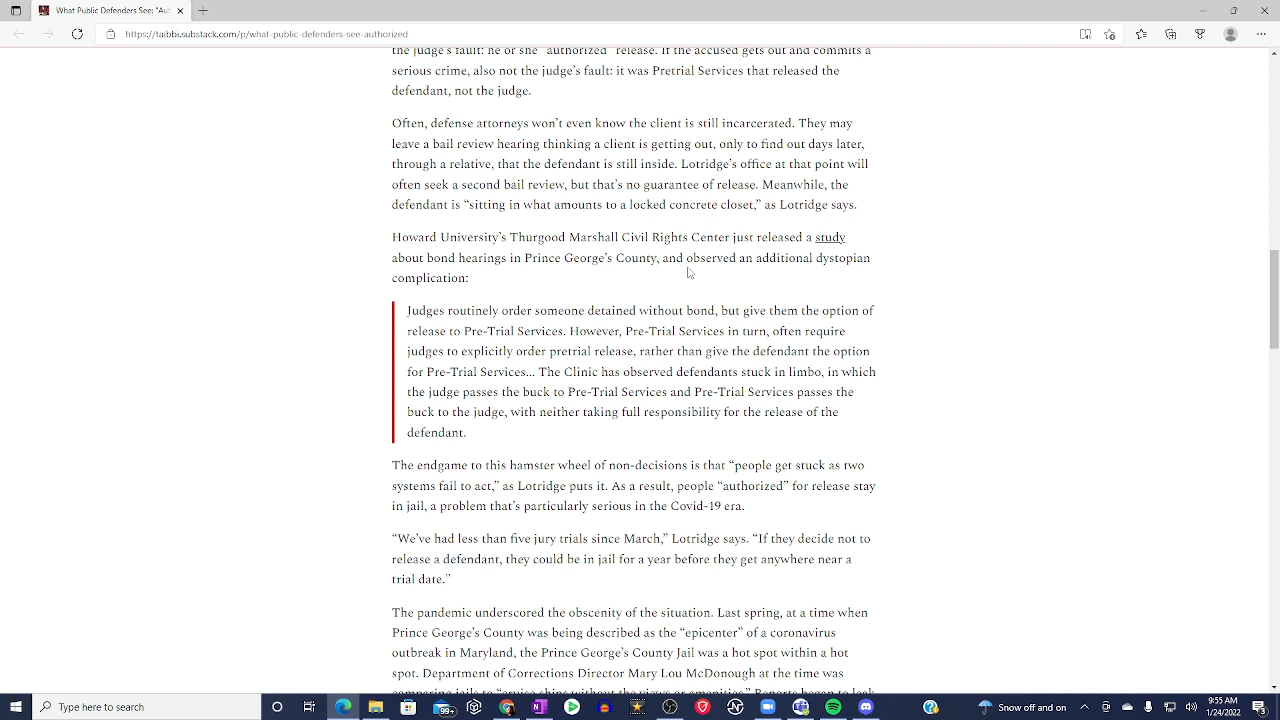 What Public Defenders See: "Aut
https://taibbi.substack.com/p/what-public-defenders-see-authorized
the judge's fault: he or she "authorized" release. If the accused gets out and commits a
serious crime, also not the judge's fault: it was Pretrial Services that released the
defendant, not the judge.
Often, defense attorneys won't even know the client is still incarcerated. They may
leave a bail review hearing thinking a client is getting out, only to find out days later,
through a relative, that the defendant is still inside. Lotridge's office at that point will
often seek a second bail review, but that's no guarantee of release. Meanwhile, the
defendant is "sitting in what amounts to a locked concrete closet," as Lotridge says.
Howard University's Thurgood Marshall Civil Rights Center just released a study
about bond hearings in Prince George's County, and observed an additional dystopian
complication:
Judges routinely order someone detained without bond, but give them the option of
release to Pre-Trial Services. However, Pre-Trial Services in turn, often require
judges to explicitly order pretrial release, rather than give the defendant the option
for Pre-Trial Services... The Clinic has observed defendants stuck in limbo, in which
the judge passes the buck to Pre-Trial Services and Pre-Trial Services passes the
buck to the judge, with neither taking full responsibility for the release of the
defendant.
The endgame to this hamster wheel of non-decisions is that "people get stuck as two
systems fail to act," as Lotridge puts it. As a result, people "authorized" for release stay
in jail, a problem that's particularly serious in the Covid-19 era.
"We've had less than five jury trials since March," Lotridge says. "If they decide not to
release a defendant, they could be in jail for a year before they get anywhere near a
trial date."
The pandemic underscored the obscenity of the situation. Last spring, at a time when
Prince George's County was being described as the "epicenter" of a coronavirus
outbreak in Maryland, the Prince George's County Jail was a hot spot within a hot
spot. Department of Corrections Director Mary Lou McDonough at the time was
comparing jails to "cruise ships without the views or amenities." Reports began to leak
Type here to search
99+
Snow off and on
9:55 AM
1/24/2022
3